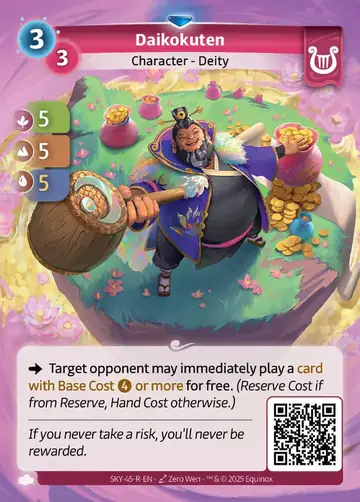 3
Daikokuten
3
Character - Deity
5
5
5
Target opponent may immediately play a card
with Base Cost 4 or more for free. (Reserve Cost if
from Reserve, Hand Cost otherwise.)
If you never take a risk, you'll never be
rewarded.
SKY-45-R-EN - Zero Wen - ™ & © 2025 Equinox